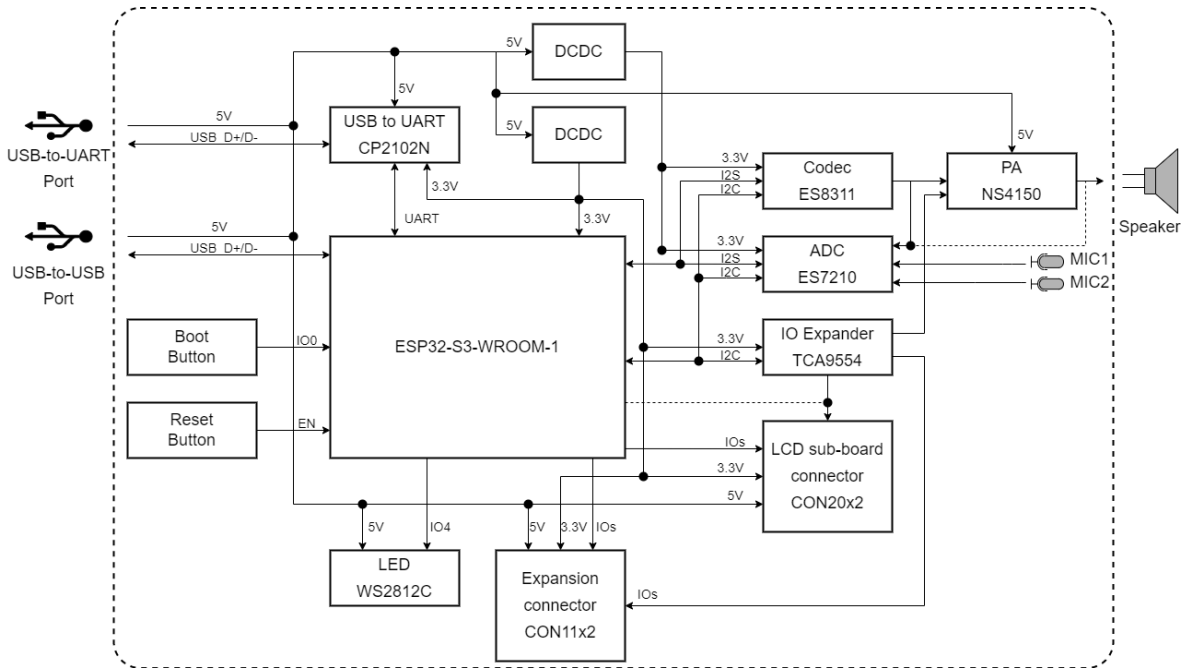 5V
DCDC
5V
USB to UART
CP2102N
5V
DCDC
5V
USB D+/D-
USB-to-UART
Port
3.3V
UART
3.3V
5V
USB D+/D-
USB-to-USB
Port
3.3V
I2S
I2C
Codec
ES8311
5V
PA
NS4150
Speaker
3.3V
I2S
I2C
ADC
ES7210
MIC1
MIC2
Boot
Button
IO0
ESP32-S3-WROOM-1
3.3V
I2C
IO Expander
TCA9554
Reset
Button
EN
IOs
3.3V
5V
LCD sub-board
connector
CON20x2
5V
IO4
5V
3.3V
IOs
LED
WS2812C
Expansion
connector
CON11x2
IOs